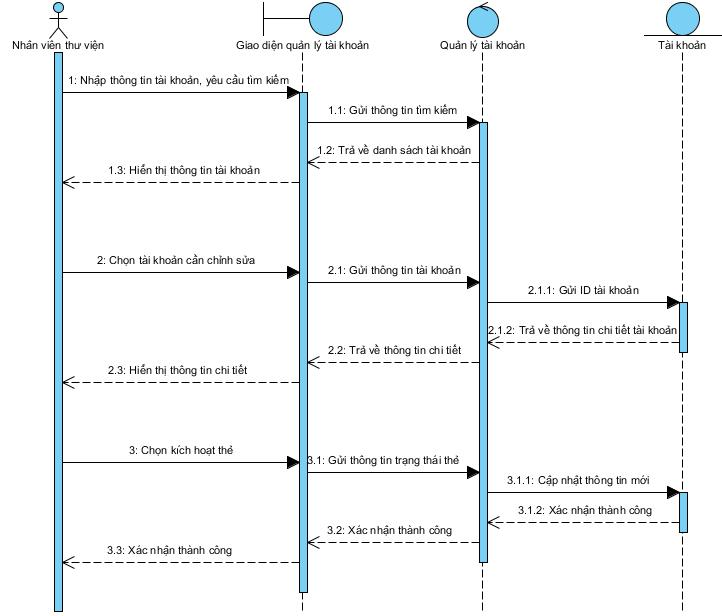 Nhân viên thư viện
Giao diện quản lý tài khoản
Quản lý tài khoản
Tài khoản
1: Nhập thông tin tài khoản, yêu cầu tìm kiếm
1.1: Gửi thông tin tìm kiếm
1.2: Trả về danh sách tài khoản
1.3: Hiển thị thông tin tài khoản
2: Chọn tài khoản cần chỉnh sửa
2.1: Gửi thông tin tài khoản
2.1.1: Gửi ID tài khoản
2.1.2: Trả về thông tin chi tiết tài khoản
2.2: Trả về thông tin chi tiết
2.3: Hiển thị thông tin chi tiết
3: Chọn kích hoạt thẻ
3.1: Gửi thông tin trạng thái thẻ
3.1.1: Cập nhật thông tin mới
3.1.2: Xác nhận thành công
3.2: Xác nhận thành công
3.3: Xác nhận thành công